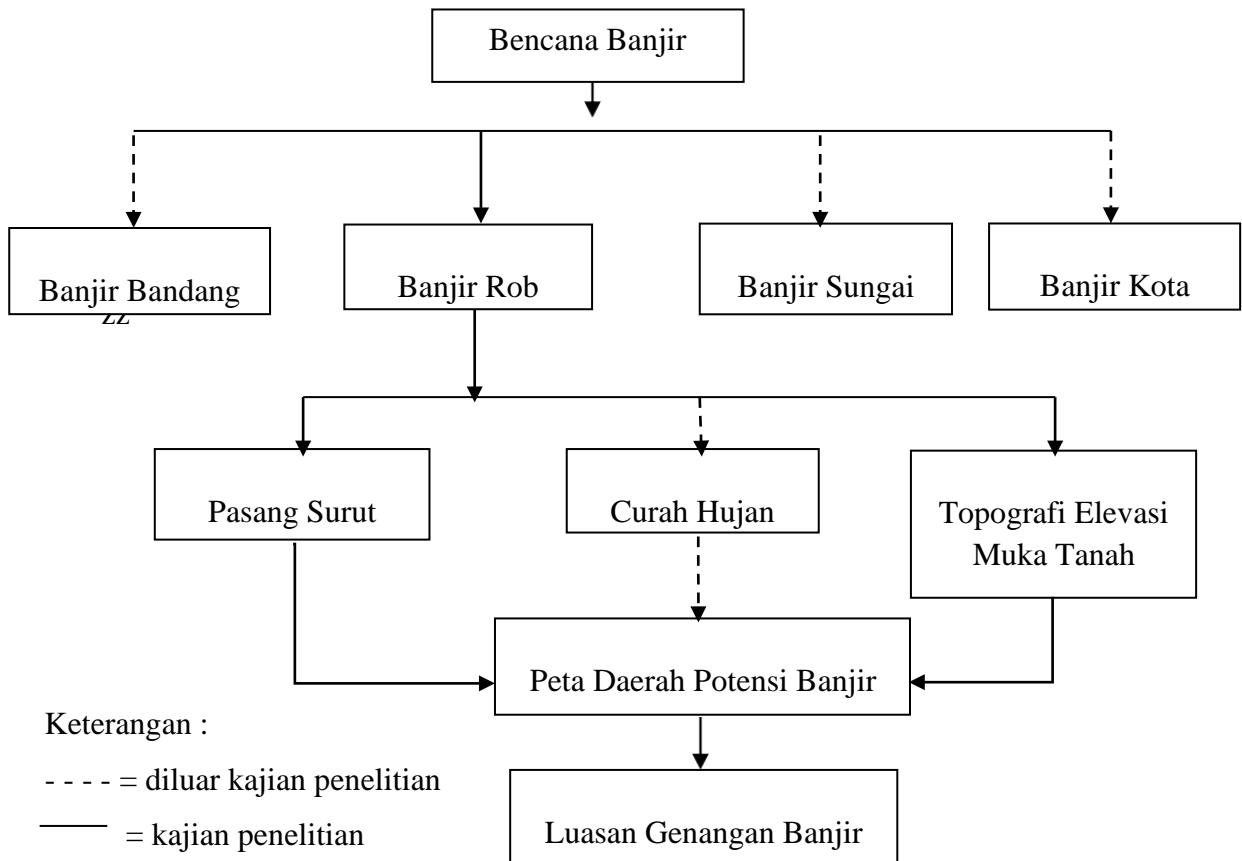 Bencana Banjir
Banjir Bandang
zz
Banjir Rob
Banjir Sungai
Banjir Kota
Pasang Surut
Curah Hujan
Topografi Elevasi
Muka Tanah
Peta Daerah Potensi Banjir
Keterangan :
- - - - = diluar kajian penelitian
= kajian penelitian
Luasan Genangan Banjir